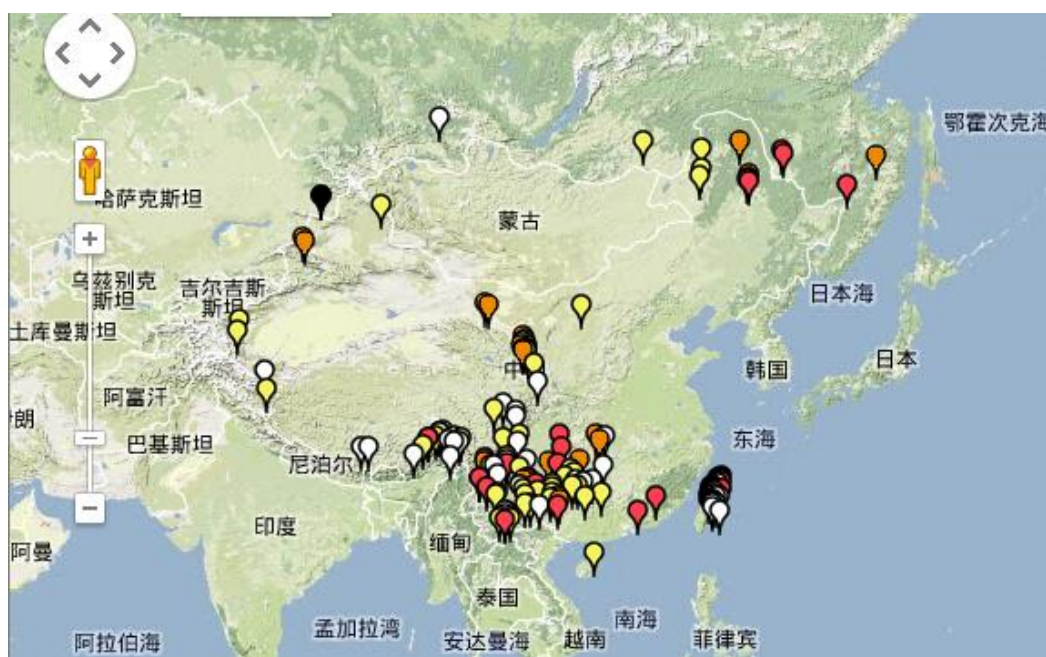 鄂霍次克海
哈萨克斯坦
蒙古
乌兹别克
斯坦
吉尔吉斯
斯坦
日本海
土库曼斯坦
日本
韩国
中
阿富汗
朗
东海
巴基斯坦
尼泊尔
印度
缅甸
阿曼
泰国
南海
孟加拉湾
阿拉伯海
安达曼海
越南
菲律宾